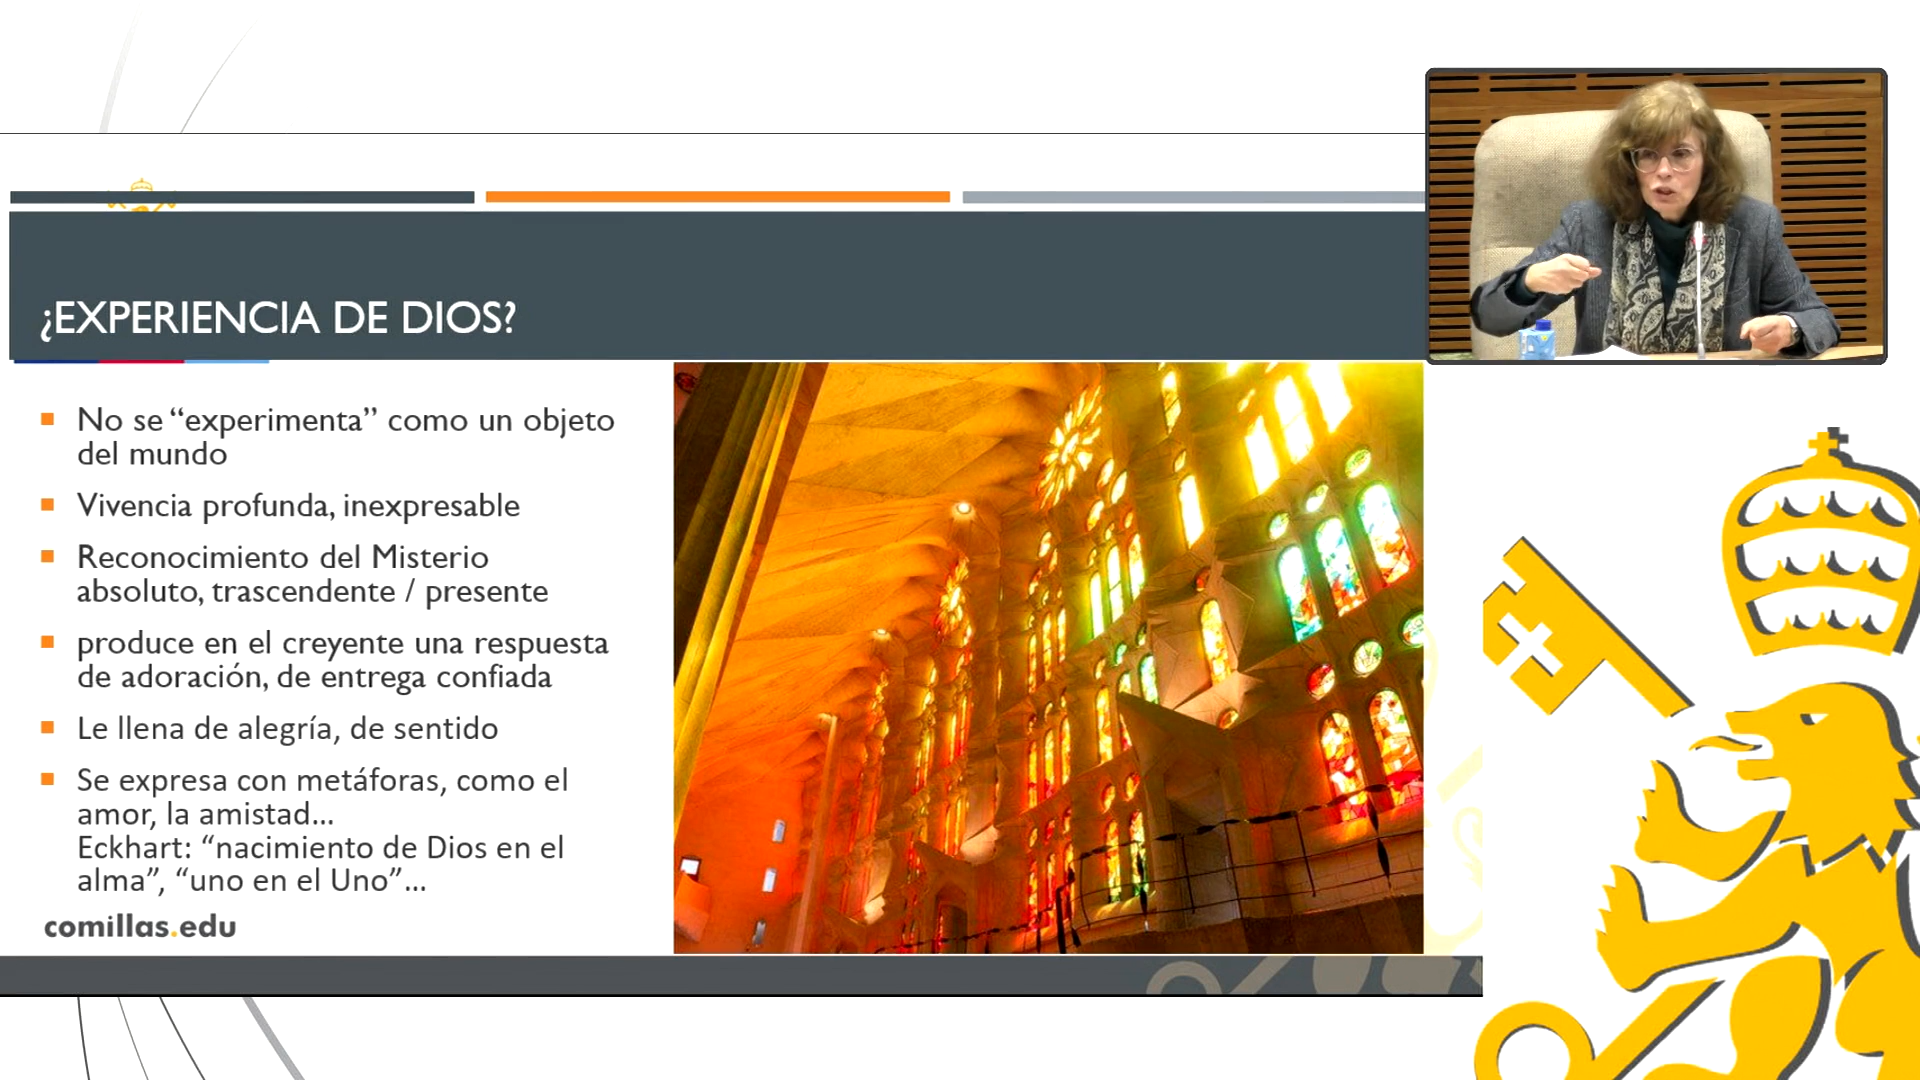 ¿EXPERIENCIA DE DIOS?
No se “experimenta” como un objeto
del mundo
Vivencia profunda, inexpresable
Reconocimiento del Misterio
absoluto, trascendente / presente
produce en el creyente una respuesta
de adoración, de entrega confiada
Le llena de alegría, de sentido
Se expresa con metáforas, como el
amor, la amistad...
Eckhart: “nacimiento de Dios en el
alma”, “uno en el Uno”...
comillas.edu